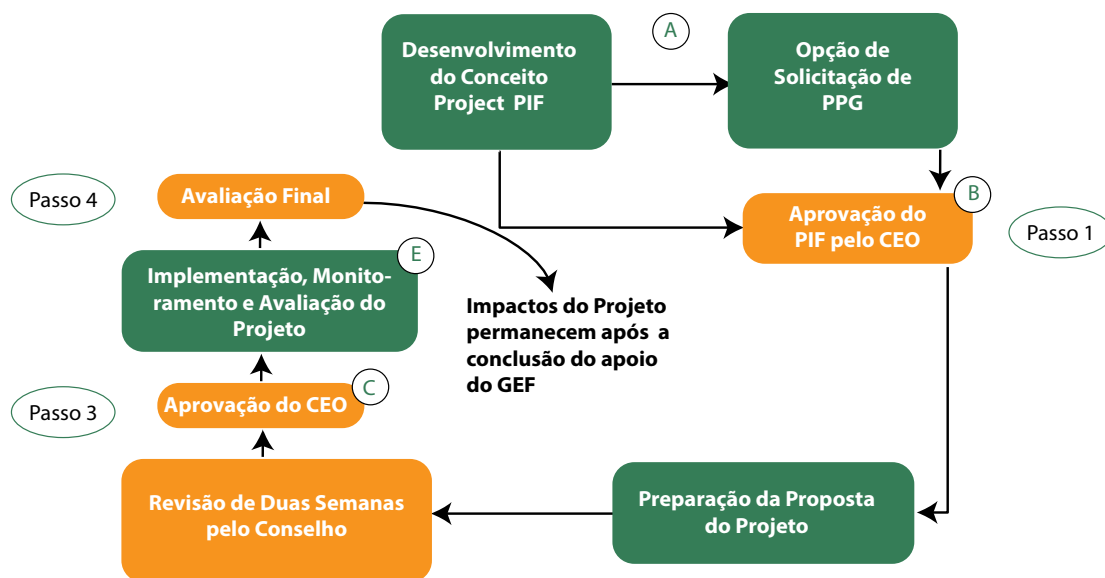 Desenvolvimento
do Conceito
Project PIF
A
Opção de
Solicitação de
PPG
Passo 4
Avaliação Final
B
Aprovação do
PIF pelo CEO
Passo 1
E
Implementação, Monito-
ramento e Avaliação do
Projeto
Impactos do Projeto
permanecem após a
conclusão do apoio
do GEF
Passo 3
Aprovação do CEO
C
Revisão de Duas Semanas
pelo Conselho
Preparação da Proposta
do Projeto